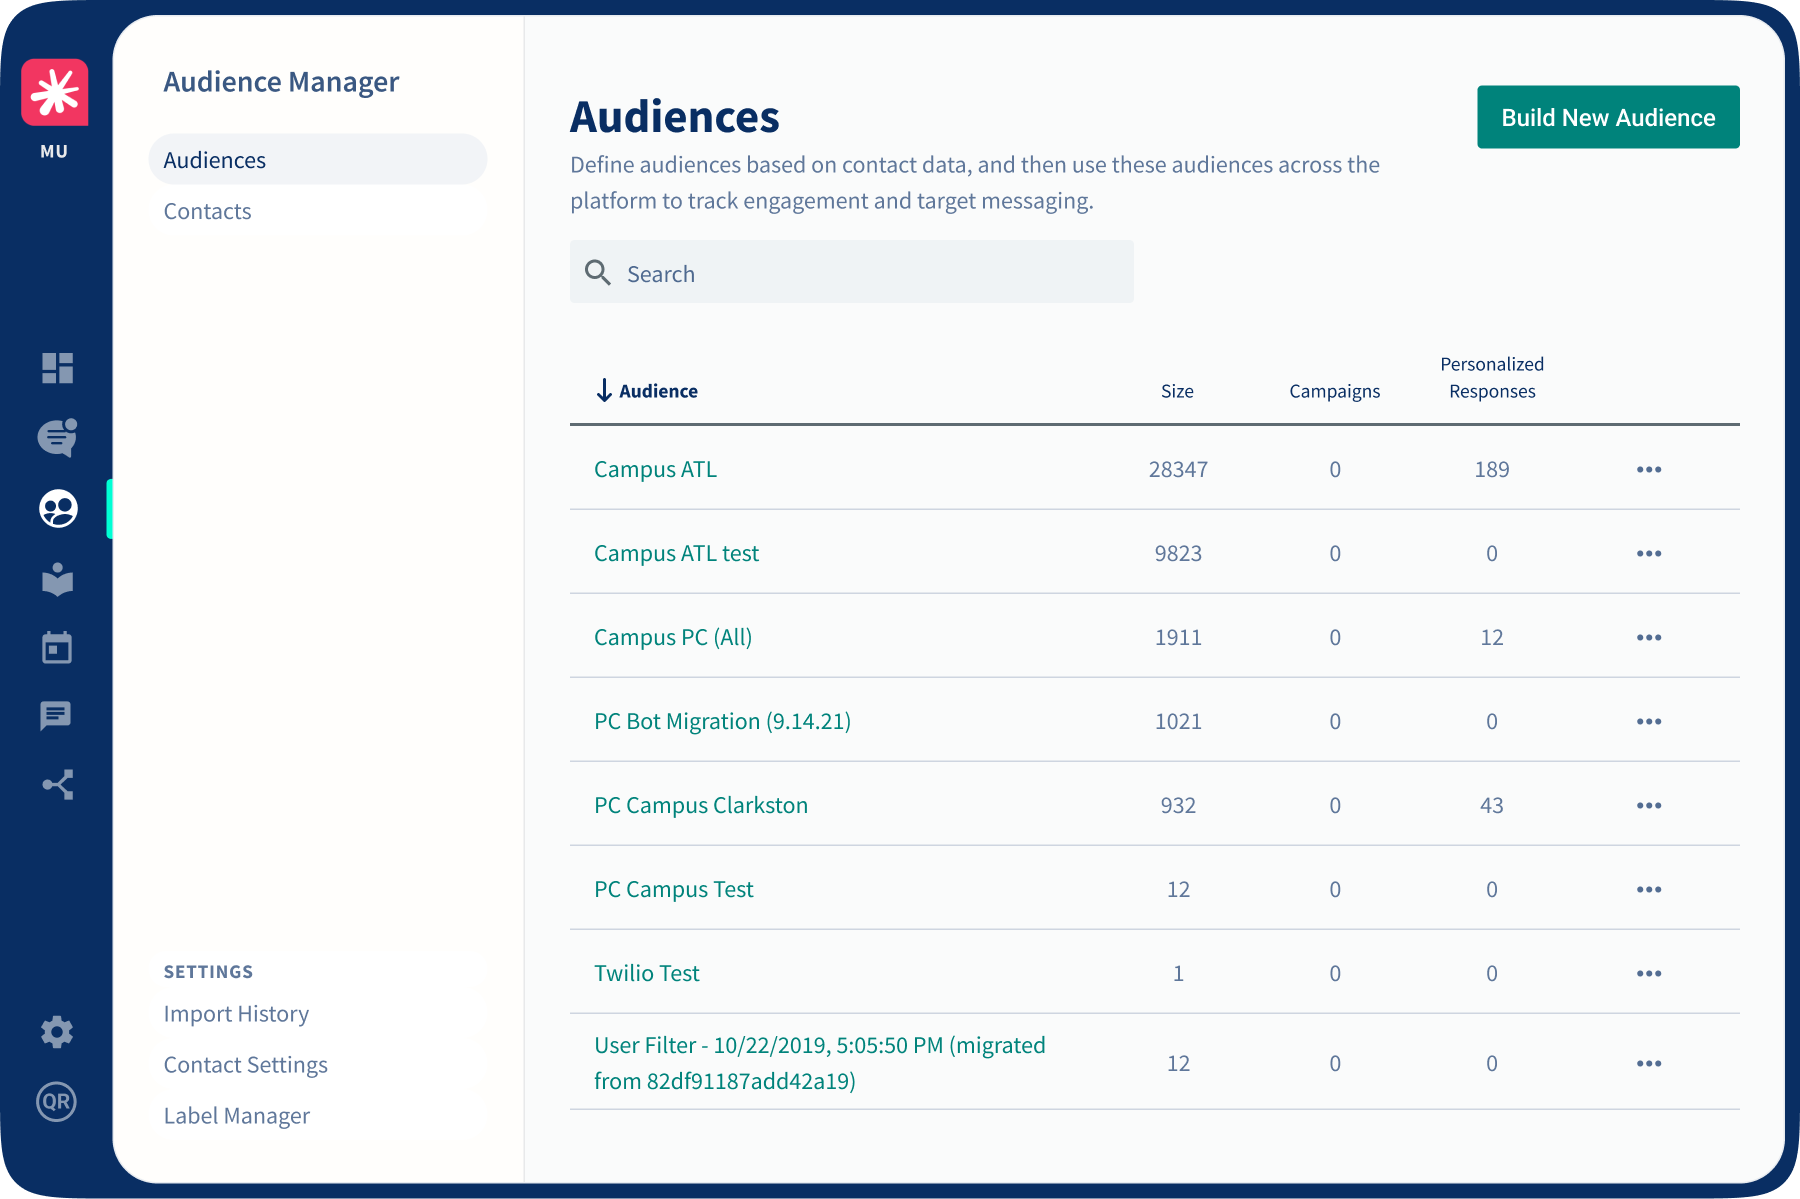 MU
QR
Audience Manager
Audiences
Contacts
SETTINGS
Import History
Contact Settings
Label Manager
Audiences
Build New Audience
Define audiences based on contact data, and then use these audiences across the
platform to track engagement and target messaging.
Search
Audience Size Campaigns Personalized Responses
Campus ATL 28347 0 189
Campus ATL test 9823 0 0
Campus PC (All) 1911 0 12
PC Bot Migration (9.14.21) 1021 0 0
PC Campus Clarkston 932 0 43
PC Campus Test 12 0 0
Twilio Test 1 0 0
User Filter - 10/22/2019, 5:05:50 PM (migrated
from 82df91187add42a19) 12 0 0